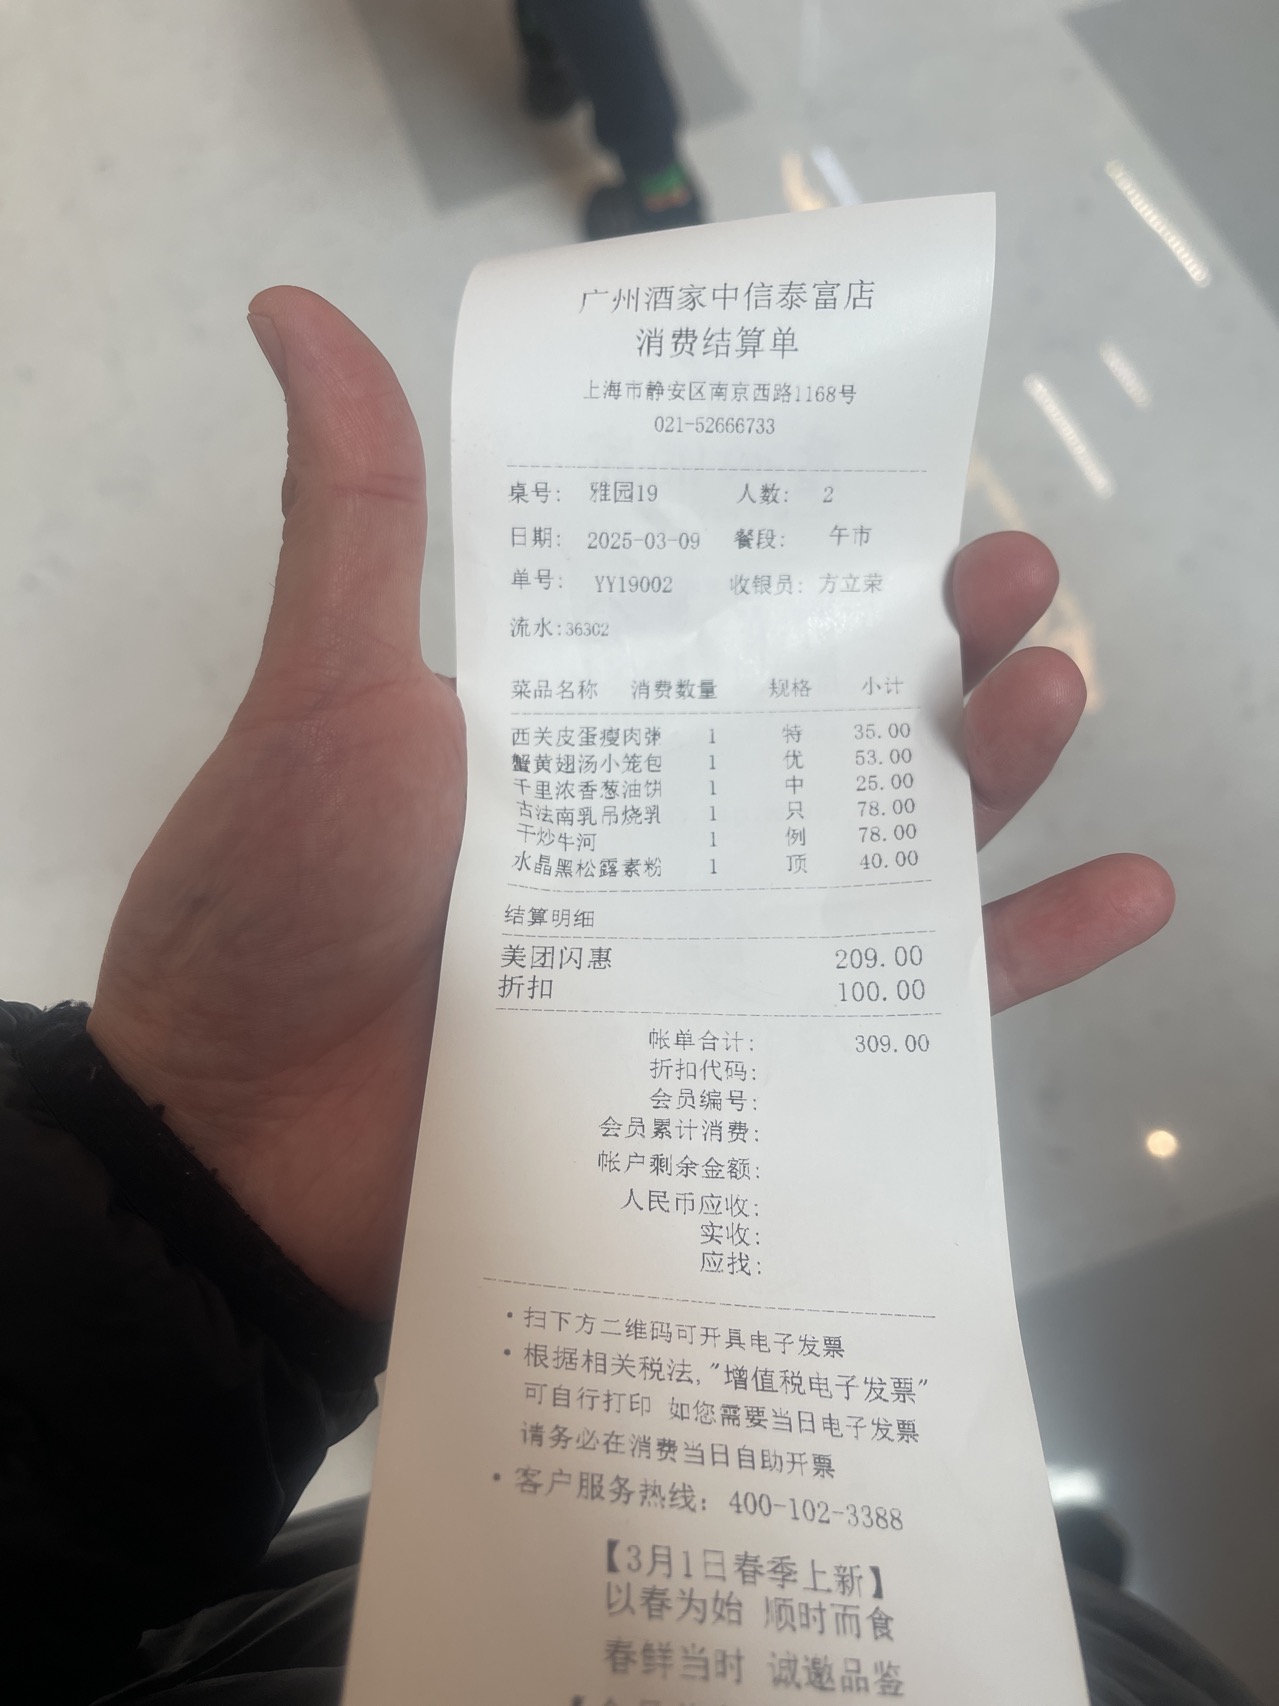 广州酒家中信泰富店
消费结算单
上海市静安区南京西路1168号
021-52666733
桌号: 雅园19 人数: 2
日期: 2025-03-09 餐段: 午市
单号: YY19002 收银员: 方立荣
流水:36302
菜品名称 消费数量 规格 小计
西关皮蛋瘦肉粥 1 特 35.00
蟹黄翅汤小笼包 1 优 53.00
千里浓香葱油饼 1 中 25.00
古法南乳吊烧乳 1 只 78.00
干炒牛河 1 例 78.00
水晶黑松露素粉 1 顶 40.00
结算明细
美团闪惠 209.00
折扣 100.00
帐单合计: 309.00
折扣代码:
会员编号:
会员累计消费:
帐户剩余金额:
人民币应收:
实收:
应找:
·扫下方二维码可开具电子发票
·根据相关税法,"增值税电子发票"
可自行打印 如您需要当日电子发票
请务必在消费当日自助开票
·客户服务热线: 400-102-3388
【3月1日春季上新】
以春为始 顺时而食
春鲜当时 诚邀品鉴